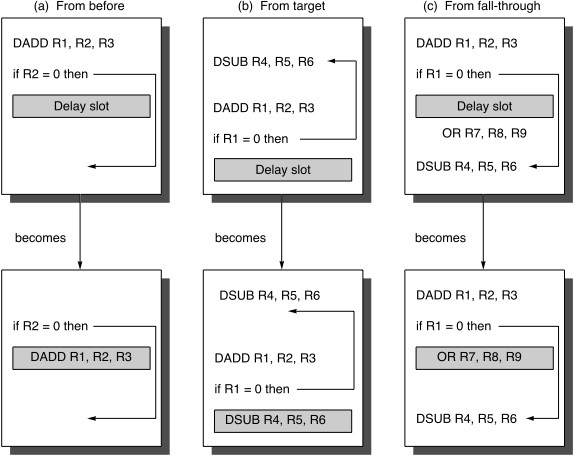 (a) From before
DADD R1, R2, R3
if R2 = 0 then
Delay slot
becomes
if R2 = 0 then
DADD R1, R2, R3
(b) From target
DSUB R4, R5, R6
DADD R1, R2, R3
if R1 = 0 then
Delay slot
becomes
DSUB R4, R5, R6
DADD R1, R2, R3
if R1 = 0 then
DSUB R4, R5, R6
(c) From fall-through
DADD R1, R2, R3
if R1 = 0 then
Delay slot
OR R7, R8, R9
DSUB R4, R5, R6
becomes
DADD R1, R2, R3
if R1 = 0 then
OR R7, R8, R9
DSUB R4, R5, R6